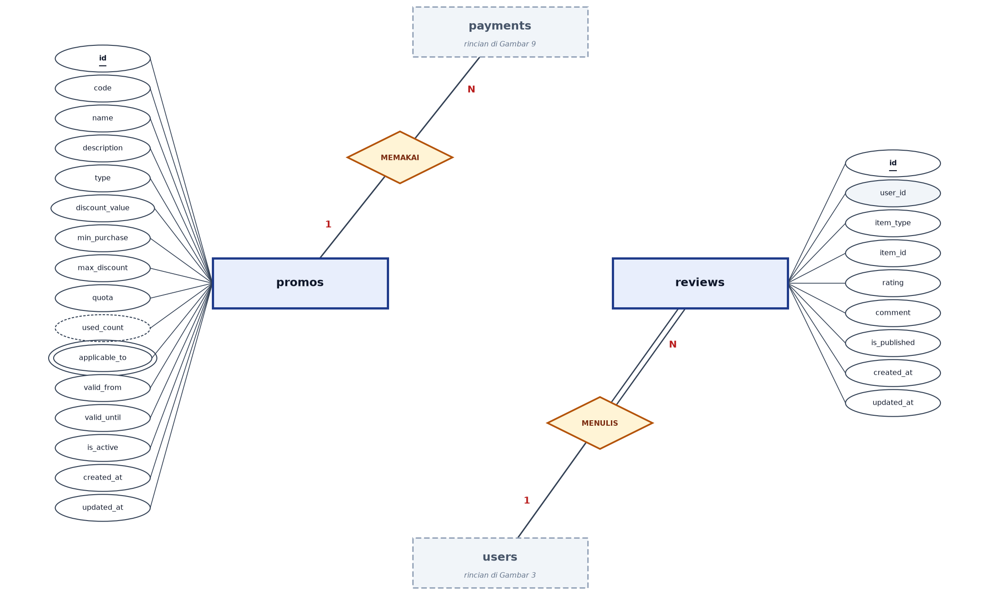 payments
rincian di Gambar 9
id
code
name
description
type
discount_value
min_purchase
max_discount
quota
used_count
applicable_to
valid_from
valid_until
is_active
created_at
updated_at
N
MEMAKAI
1
promos
reviews
id
user_id
item_type
item_id
rating
comment
is_published
created_at
updated_at
N
MENULIS
1
users
rincian di Gambar 3